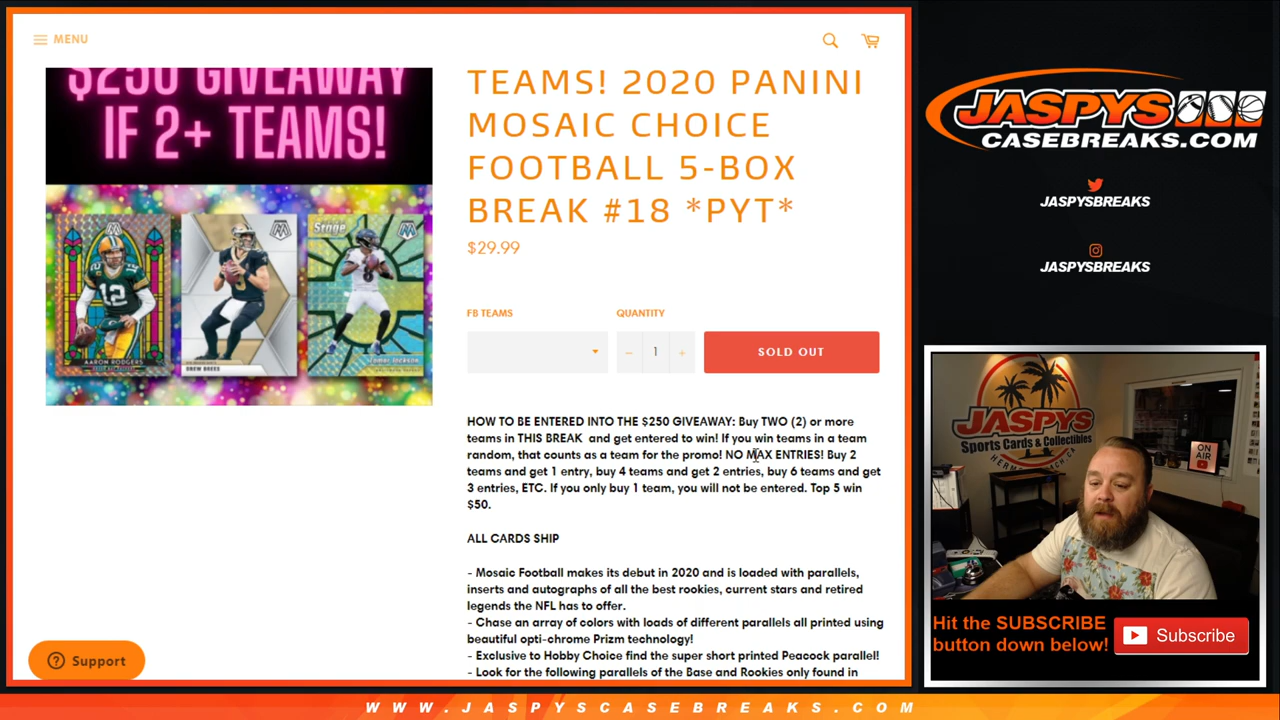 MENU
$250 GIVEAWAY
IF 2+ TEAMS!
AARON RODGERS
DREW BREES
Stage
TEAMS! 2020 PANINI
MOSAIC CHOICE
FOOTBALL 5-BOX
BREAK #18 *PYT*
$29.99
FB TEAMS
QUANTITY
− 1 +
SOLD OUT
HOW TO BE ENTERED INTO THE $250 GIVEAWAY: Buy TWO (2) or more
teams in THIS BREAK and get entered to win! If you win teams in a team
random, that counts as a team for the promo! NO MAX ENTRIES! Buy 2
teams and get 1 entry, buy 4 teams and get 2 entries, buy 6 teams and get
3 entries, ETC. If you only buy 1 team, you will not be entered. Top 5 win
$50.
ALL CARDS SHIP
- Mosaic Football makes its debut in 2020 and is loaded with parallels,
inserts and autographs of all the best rookies, current stars and retired
legends the NFL has to offer.
- Chase an array of colors with loads of different parallels all printed using
beautiful opti-chrome Prizm technology!
- Exclusive to Hobby Choice find the super short printed Peacock parallel!
- Look for the following parallels of the Base and Rookies only found in
? Support
JASPYS
CASEBREAKS.COM
JASPYSBREAKS
JASPYSBREAKS
JASPYS
Sports Cards & Collectibles
ON AIR
Hit the SUBSCRIBE
button down below!
Subscribe
WWW.JASPYSCASEBREAKS.COM